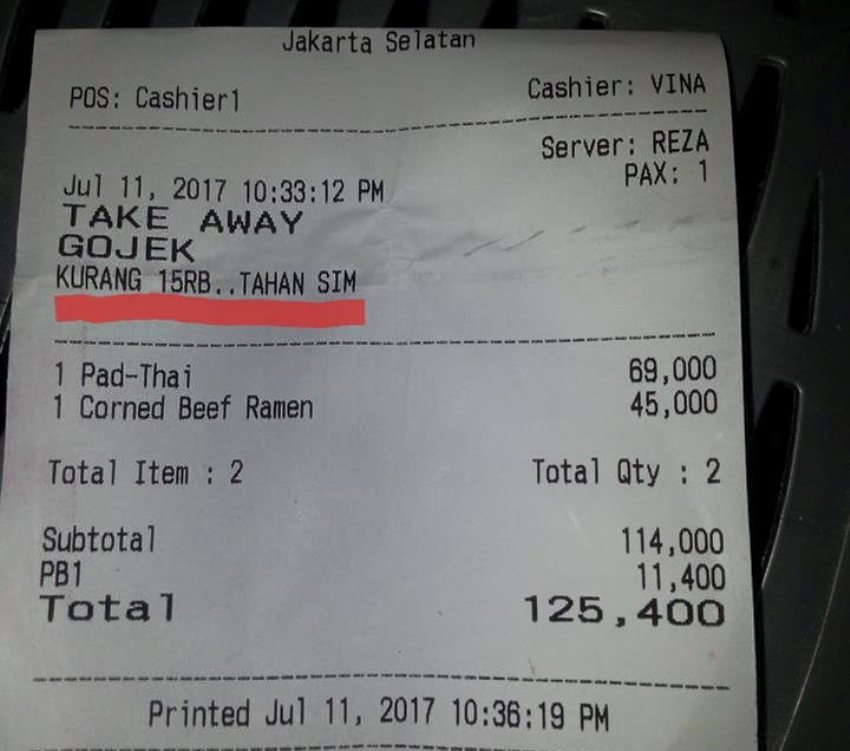 Jakarta Selatan
POS: Cashier1 Cashier: VINA
Server: REZA
PAX: 1
Jul 11, 2017 10:33:12 PM
TAKE AWAY
GOJEK
KURANG 15RB..TAHAN SIM
1 Pad-Thai 69,000
1 Corned Beef Ramen 45,000
Total Item : 2 Total Qty : 2
Subtotal 114,000
PB1 11,400
Total 125,400
Printed Jul 11, 2017 10:36:19 PM